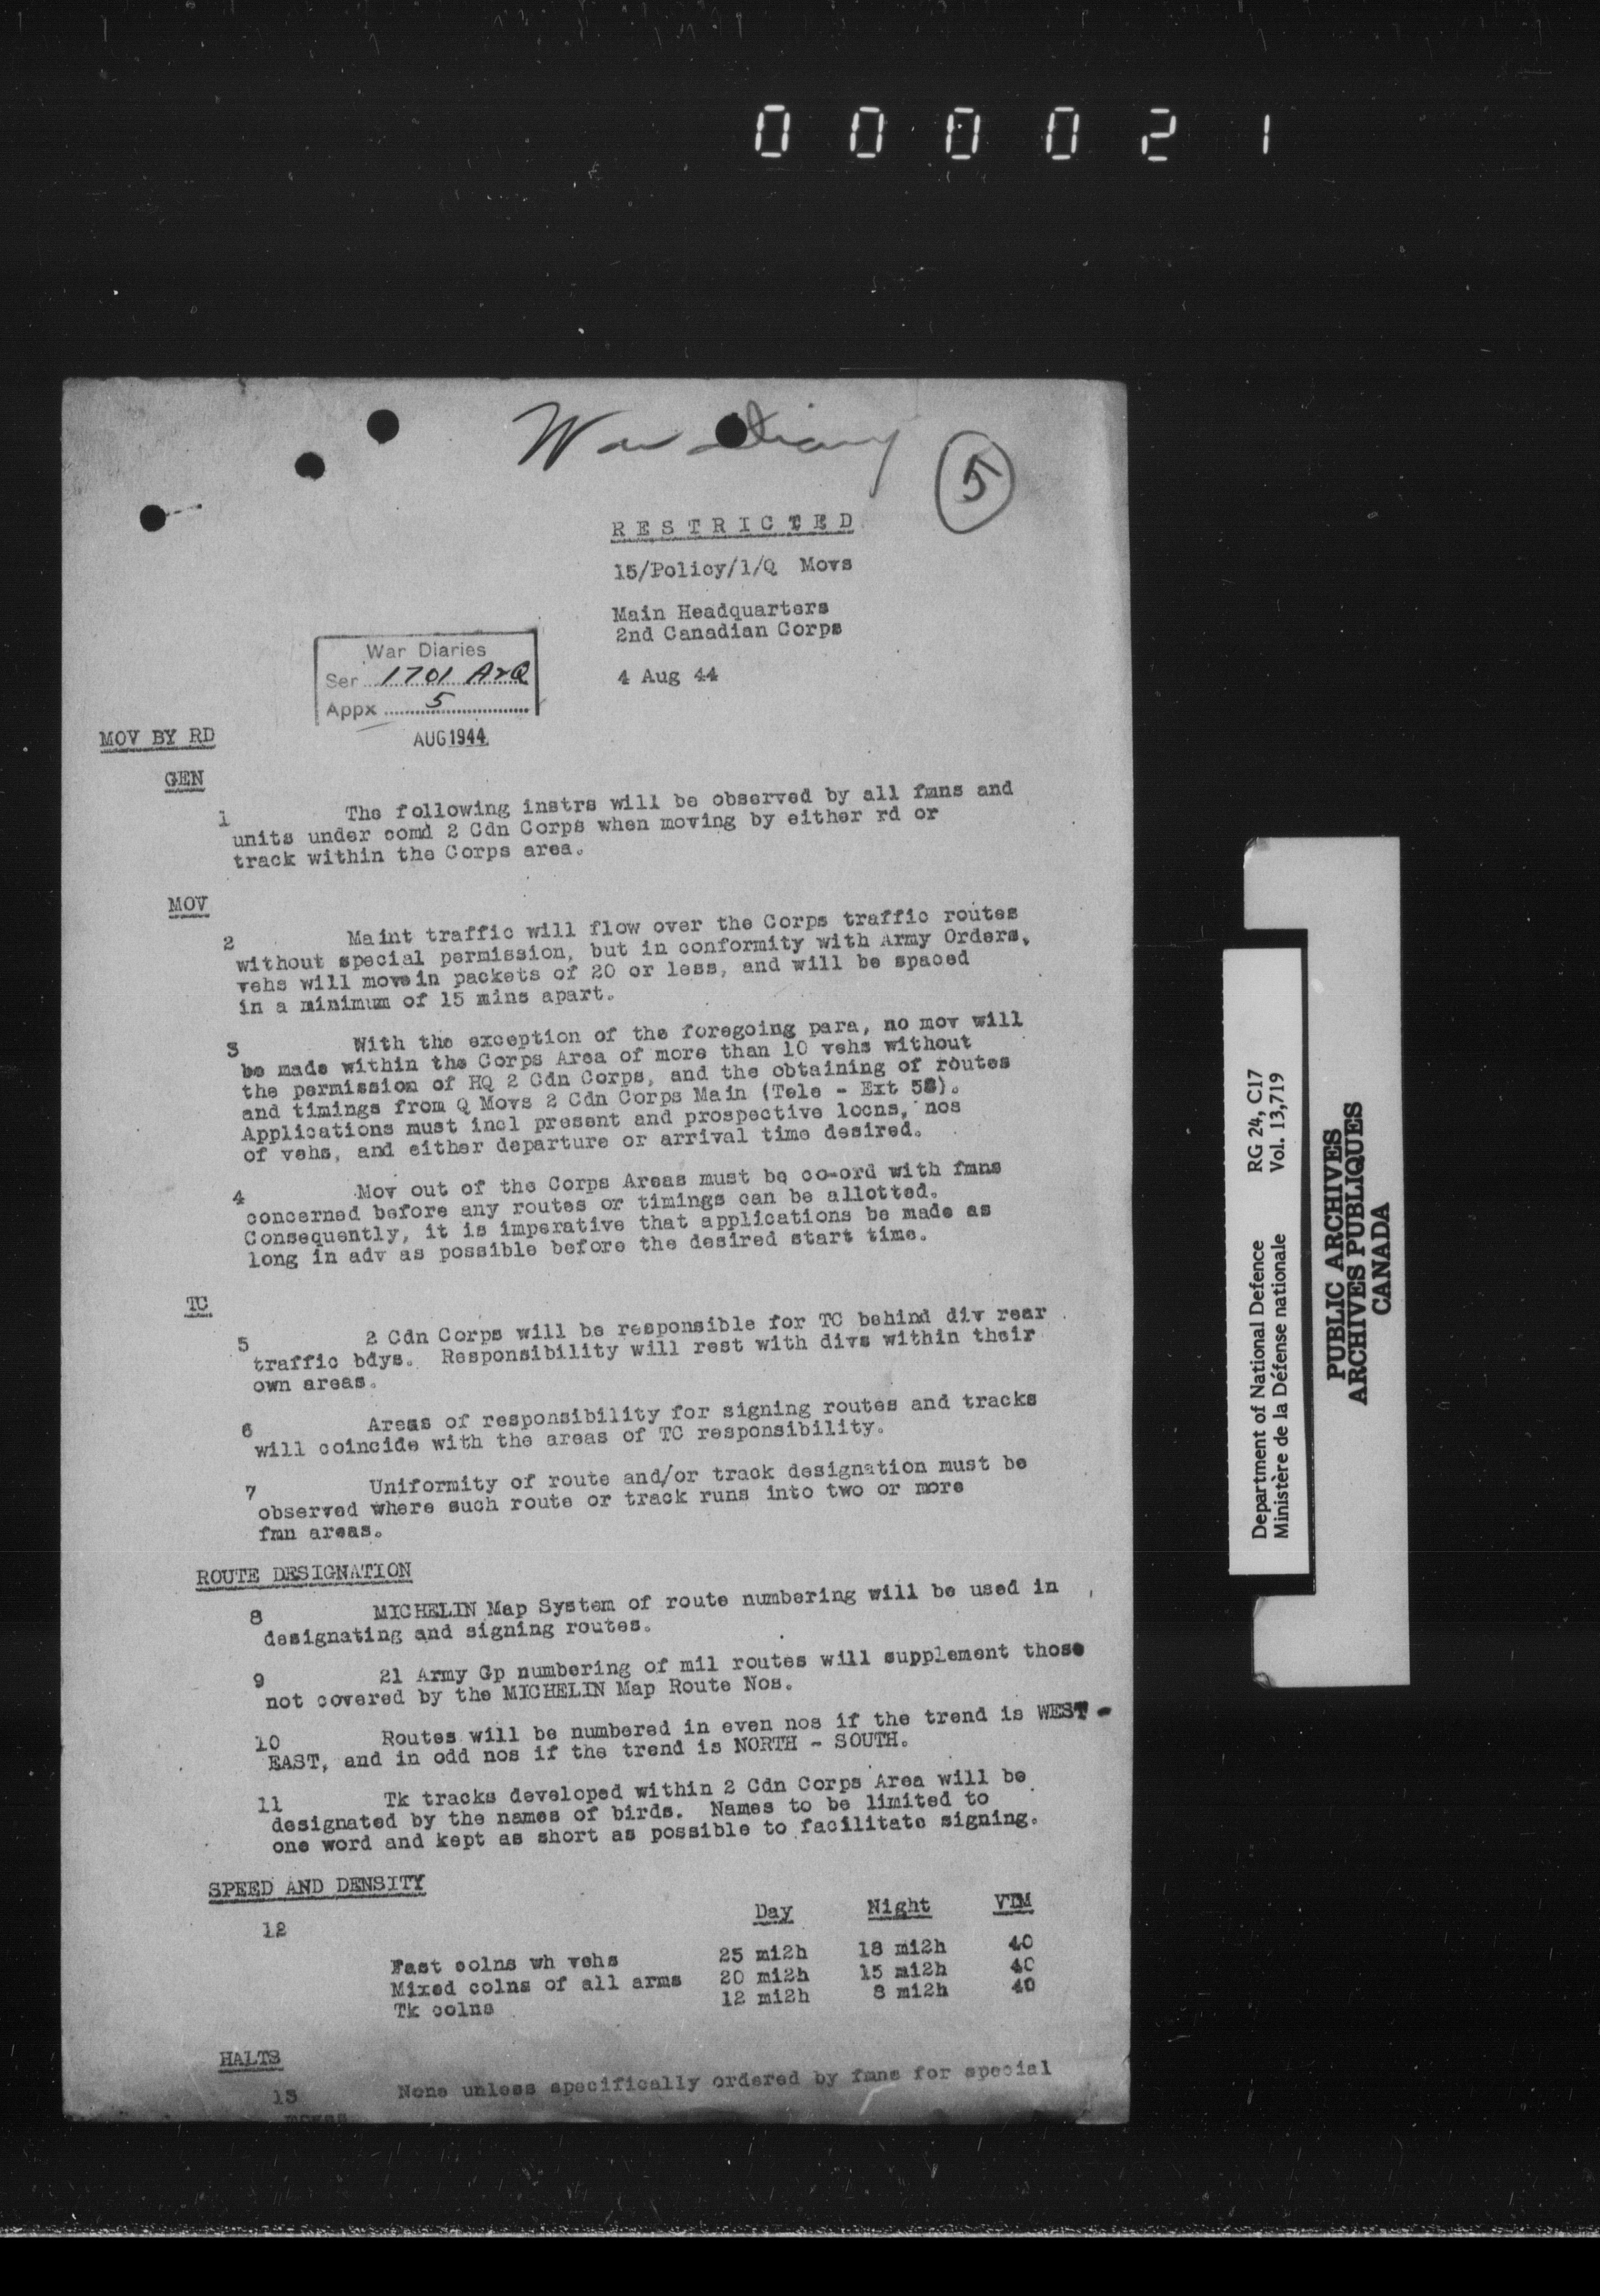 000021
War Diary
5
RESTRICTED
15/Policy/1/Q Movs
Main Headquarters
2nd Canadian Corps
4 Aug 44
War Diaries
Ser 1701 A&Q
Appx 5
AUG 1944
MOV BY RD
GEN
1 The following instrs will be observed by all fmns and
units under comd 2 Cdn Corps when moving by either rd or
track within the Corps area.
MOV
2 Maint traffic will flow over the Corps traffic routes
without special permission, but in conformity with Army Orders,
vehs will movein packets of 20 or less, and will be spaced
in a minimum of 15 mins apart.
3 With the exception of the foregoing para, no mov will
be made within the Corps Area of more than 10 vehs without
the permission of HQ 2 Cdn Corps, and the obtaining of routes
and timings from Q Movs 2 Cdn Corps Main (Tele - Ext 58).
Applications must incl present and prospective locns, nos
of vehs, and either departure or arrival time desired.
4 Mov out of the Corps Areas must be co-ord with fmns
concerned before any routes or timings can be allotted.
Consequently, it is imperative that applications be made as
long in adv as possible before the desired start time.
TC
5 2 Cdn Corps will be responsible for TC behind div rear
traffic bdys. Responsibility will rest with divs within their
own areas.
6 Areas of responsibility for signing routes and tracks
will coincide with the areas of TC responsibility.
7 Uniformity of route and/or track designation must be
observed where such route or track runs into two or more
fmn areas.
ROUTE DESIGNATION
8 MICHELIN Map System of route numbering will be used in
designating and signing routes.
9 21 Army Gp numbering of mil routes will supplement those
not covered by the MICHELIN Map Route Nos.
10 Routes will be numbered in even nos if the trend is WEST -
EAST, and in odd nos if the trend is NORTH - SOUTH.
11 Tk tracks developed within 2 Cdn Corps Area will be
designated by the names of birds. Names to be limited to
one word and kept as short as possible to facilitate signing.
SPEED AND DENSITY
12 Day Night VTM
Fast colns wh vehs 25 mi2h 18 mi2h 40
Mixed colns of all arms 20 mi2h 15 mi2h 40
Tk colns 12 mi2h 8 mi2h 40
HALTS
13 None unless specifically ordered by fmns for special
Department of National Defence RG 24, C17
Ministère de la Défense nationale Vol. 13,719
PUBLIC ARCHIVES
ARCHIVES PUBLIQUES
CANADA